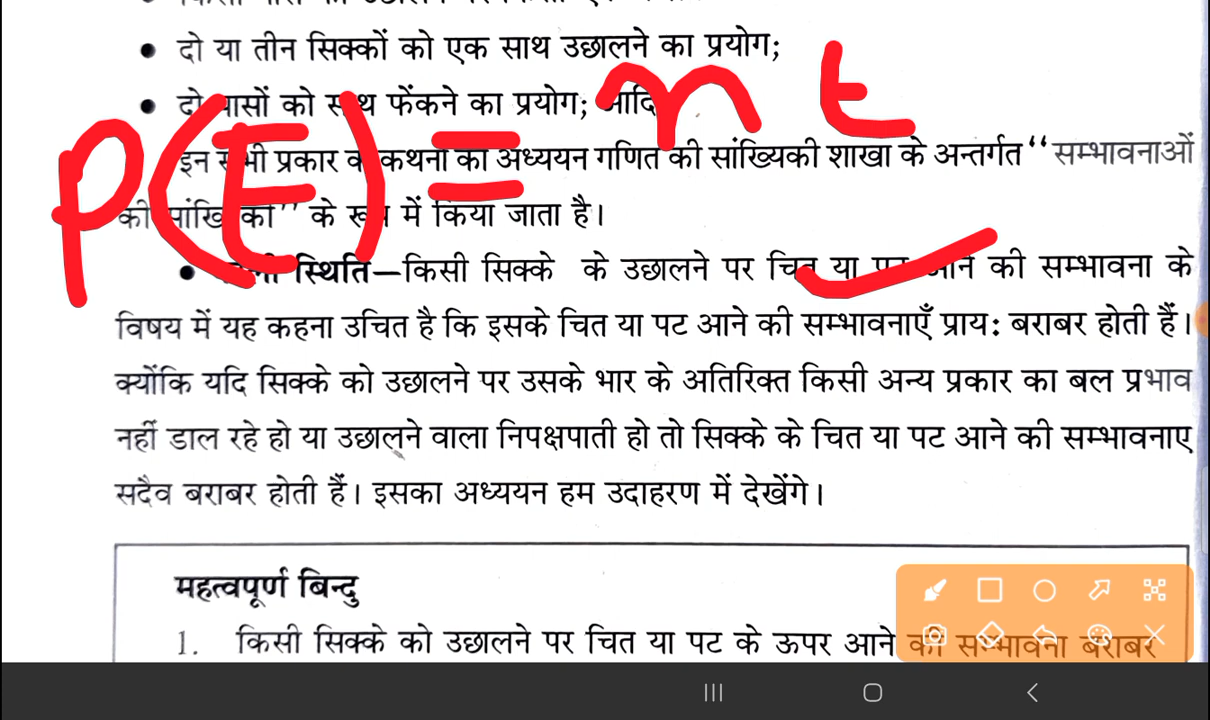 दो या तीन सिक्कों को एक साथ उछालने का प्रयोग;
दो पासों को साथ फेंकने का प्रयोग; आदि
P(E) = n t
इन सभी प्रकार के कथनों का अध्ययन गणित की सांख्यिकी शाखा के अन्तर्गत ‘‘सम्भावनाओं
की सांख्यिकी’’ के रूप में किया जाता है।
स्थिति—किसी सिक्के के उछालने पर चित या पट आने की सम्भावना के
विषय में यह कहना उचित है कि इसके चित या पट आने की सम्भावनाएँ प्राय: बराबर होती हैं।
क्योंकि यदि सिक्के को उछालने पर उसके भार के अतिरिक्त किसी अन्य प्रकार का बल प्रभाव
नहीं डाल रहे हो या उछालने वाला निपक्षपाती हो तो सिक्के के चित या पट आने की सम्भावनाए
सदैव बराबर होती हैं। इसका अध्ययन हम उदाहरण में देखेंगे।
महत्वपूर्ण बिन्दु
1. किसी सिक्के को उछालने पर चित या पट के ऊपर आने की सम्भावना बराबर